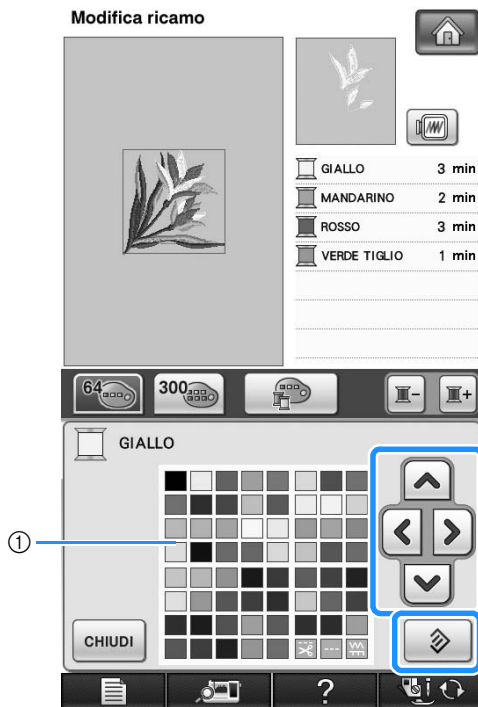 Modifica ricamo
GIALLO 3 min
MANDARINO 2 min
ROSSO 3 min
VERDE TIGLIO 1 min
64 300 - +
GIALLO
①
CHIUDI
?